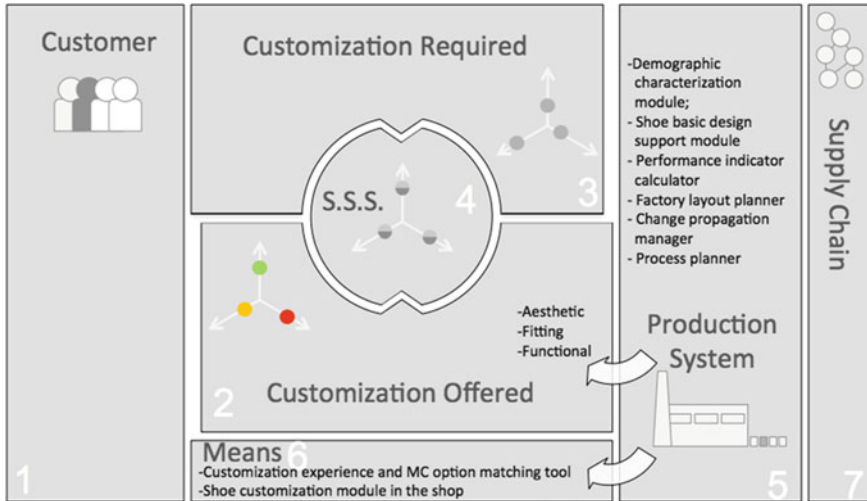 Customer
1
Customization Required
3
S.S.S.
4
-Aesthetic
-Fitting
-Functional
2
Customization Offered
Means
6
-Customization experience and MC option matching tool
-Shoe customization module in the shop
-Demographic
characterization
module;
- Shoe basic design
support module
- Performance indicator
calculator
- Factory layout planner
- Change propagation
manager
- Process planner
Production
System
5
Supply Chain
7